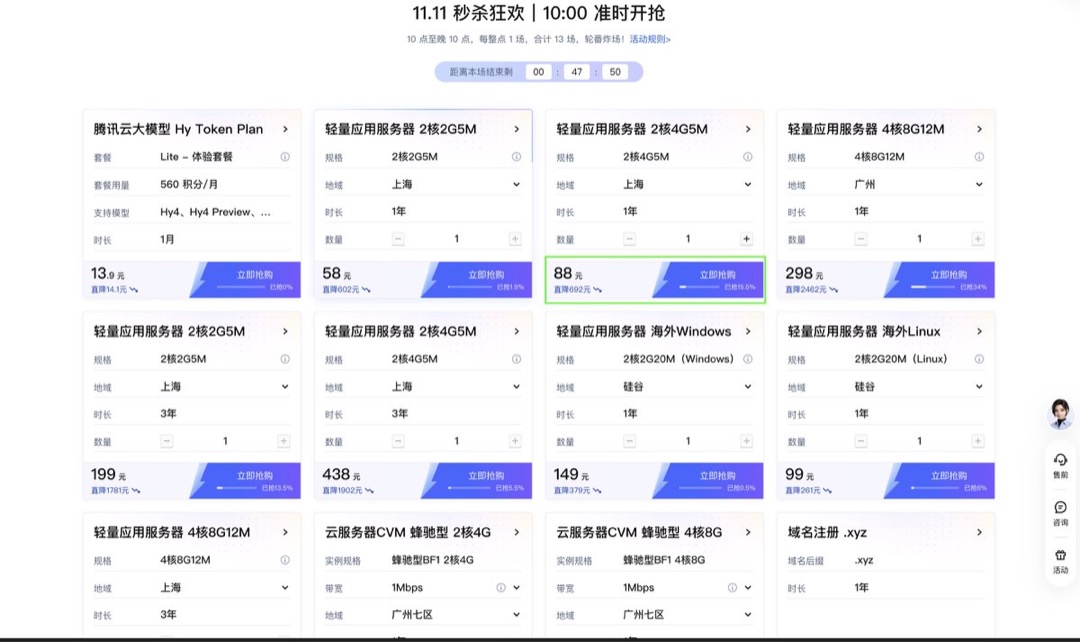 11.11 秒杀狂欢 | 10:00 准时开抢
10 点至晚 10 点，每整点 1 场，合计 13 场，轮番炸场！ 活动规则>
距离本场结束剩 00 : 47 : 50
腾讯云大模型 Hy Token Plan
套餐 Lite - 体验套餐
套餐用量 560 积分/月
支持模型 Hy4、Hy4 Preview、...
时长 1月
13.9 元
直降14.1元
立即抢购
已抢0%
轻量应用服务器 2核2G5M
规格 2核2G5M
地域 上海
时长 1年
数量 - 1 +
58 元
直降602元
立即抢购
已抢1.5%
轻量应用服务器 2核4G5M
规格 2核4G5M
地域 上海
时长 1年
数量 - 1 +
88 元
直降692元
立即抢购
已抢15.5%
轻量应用服务器 4核8G12M
规格 4核8G12M
地域 广州
时长 1年
数量 - 1 +
298 元
直降2462元
立即抢购
已抢34%
轻量应用服务器 2核2G5M
规格 2核2G5M
地域 上海
时长 3年
数量 - 1 +
199 元
直降1781元
立即抢购
已抢13.5%
轻量应用服务器 2核4G5M
规格 2核4G5M
地域 上海
时长 3年
数量 - 1 +
438 元
直降1902元
立即抢购
已抢5.5%
轻量应用服务器 海外Windows
规格 2核2G20M（Windows）
地域 硅谷
时长 1年
数量 - 1 +
149 元
直降379元
立即抢购
已抢0.5%
轻量应用服务器 海外Linux
规格 2核2G20M（Linux）
地域 硅谷
时长 1年
数量 - 1 +
99 元
直降261元
立即抢购
已抢6%
轻量应用服务器 4核8G12M
规格 4核8G12M
地域 上海
时长 3年
云服务器CVM 蜂驰型 2核4G
实例规格 蜂驰型BF1 2核4G
带宽 1Mbps
地域 广州七区
云服务器CVM 蜂驰型 4核8G
实例规格 蜂驰型BF1 4核8G
带宽 1Mbps
地域 广州七区
域名注册 .xyz
域名后缀 .xyz
时长 1年
售前
咨询
活动